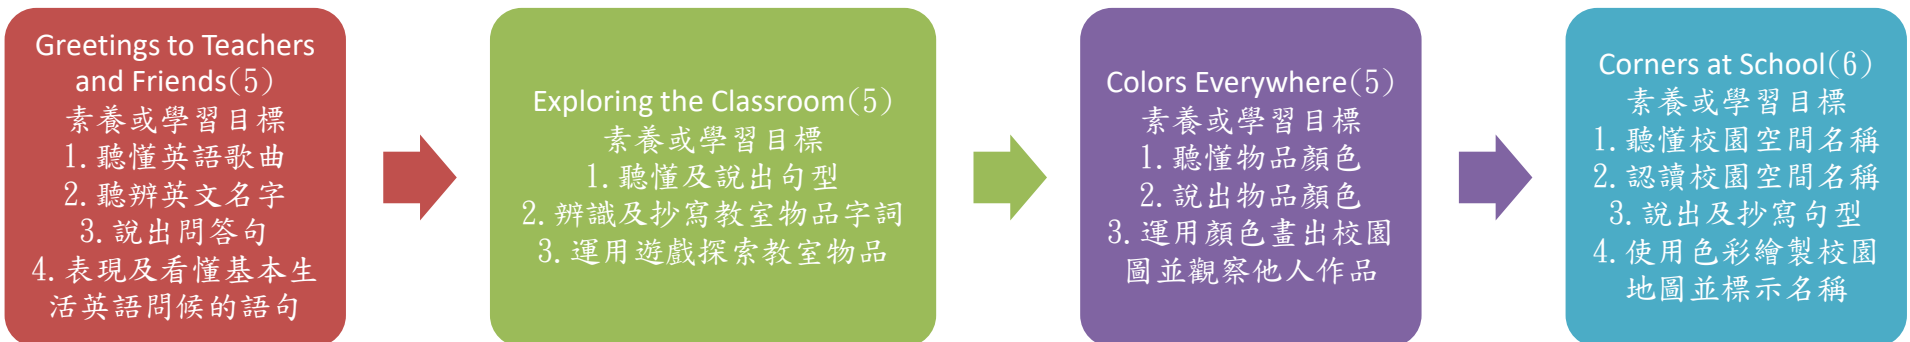 Greetings to Teachers
and Friends(5)
素養或學習目標
1.聽懂英語歌曲
2.聽辨英文名字
3.說出問答句
4.表現及看懂基本生
活英語問候的語句
Exploring the Classroom(5)
素養或學習目標
1.聽懂及說出句型
2.辨識及抄寫教室物品字詞
3.運用遊戲探索教室物品
Colors Everywhere(5)
素養或學習目標
1.聽懂物品顏色
2.說出物品顏色
3.運用顏色畫出校園
圖並觀察他人作品
Corners at School(6)
素養或學習目標
1.聽懂校園空間名稱
2.認讀校園空間名稱
3.說出及抄寫句型
4.使用色彩繪製校園
地圖並標示名稱